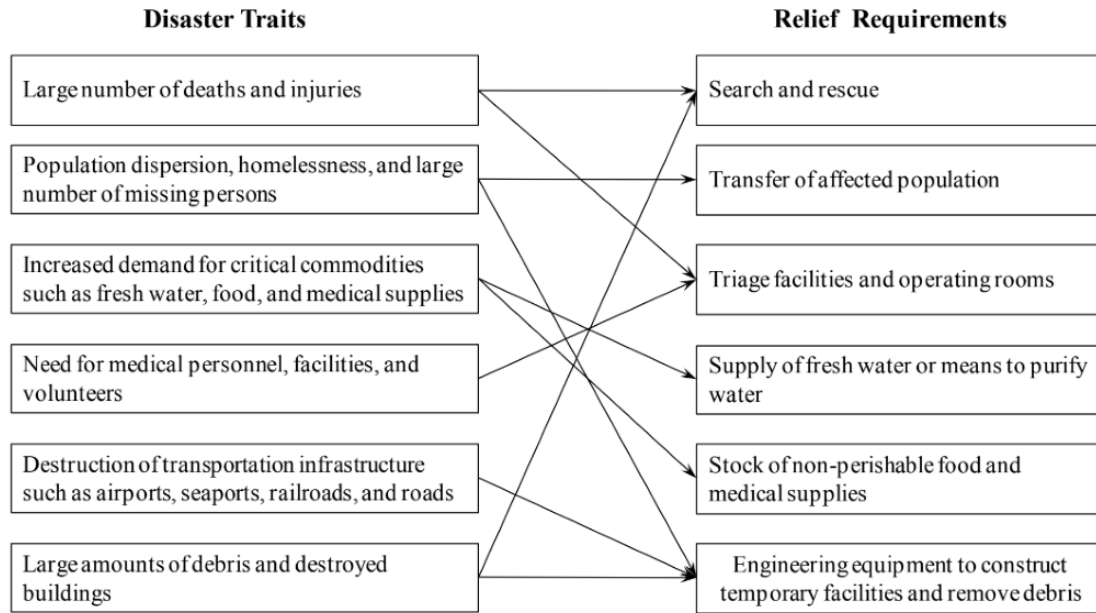 Disaster Traits
Relief Requirements
Large number of deaths and injuries
Search and rescue
Population dispersion, homelessness, and large
number of missing persons
Transfer of affected population
Increased demand for critical commodities
such as fresh water, food, and medical supplies
Triage facilities and operating rooms
Need for medical personnel, facilities, and
volunteers
Supply of fresh water or means to purify
water
Destruction of transportation infrastructure
such as airports, seaports, railroads, and roads
Stock of non-perishable food and
medical supplies
Large amounts of debris and destroyed
buildings
Engineering equipment to construct
temporary facilities and remove debris